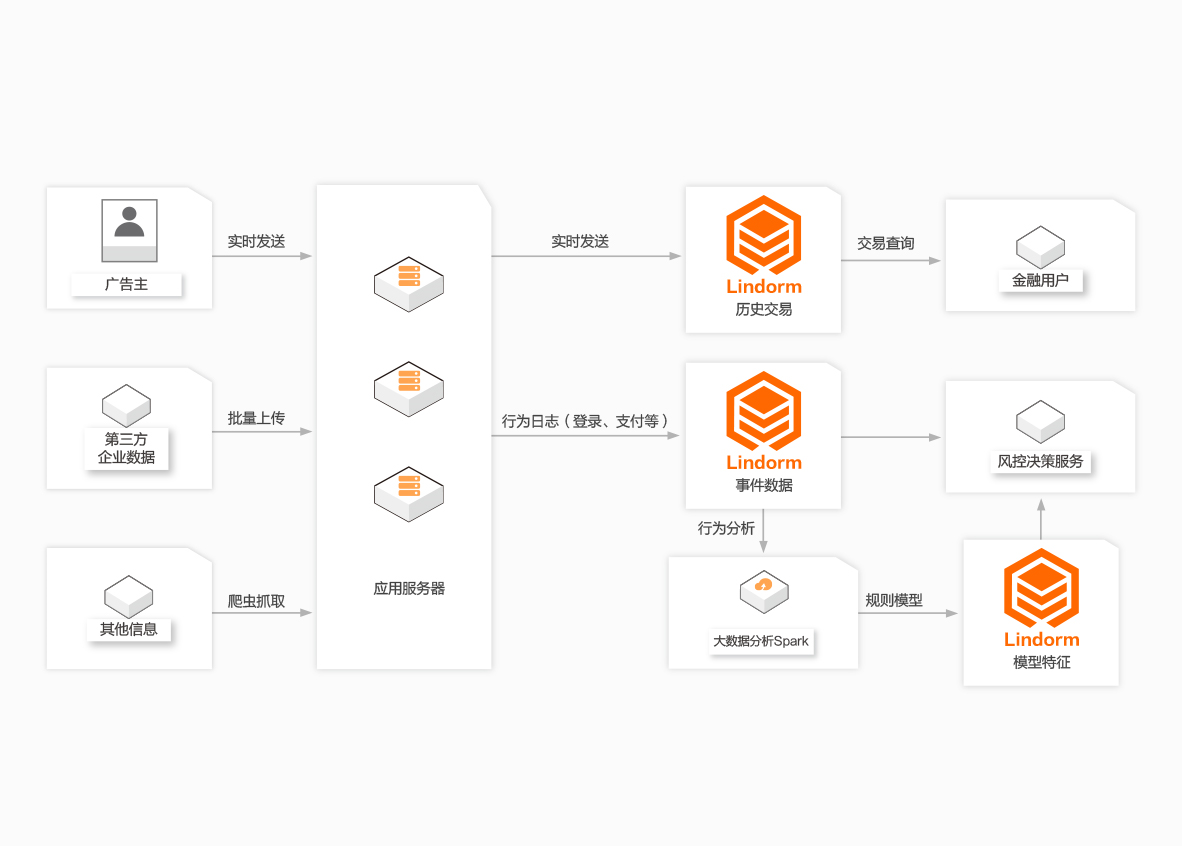 广告主
实时发送
第三方
企业数据
批量上传
其他信息
爬虫抓取
应用服务器
实时发送
Lindorm
历史交易
交易查询
金融用户
行为日志（登录、支付等）
Lindorm
事件数据
风控决策服务
行为分析
大数据分析Spark
规则模型
Lindorm
模型特征